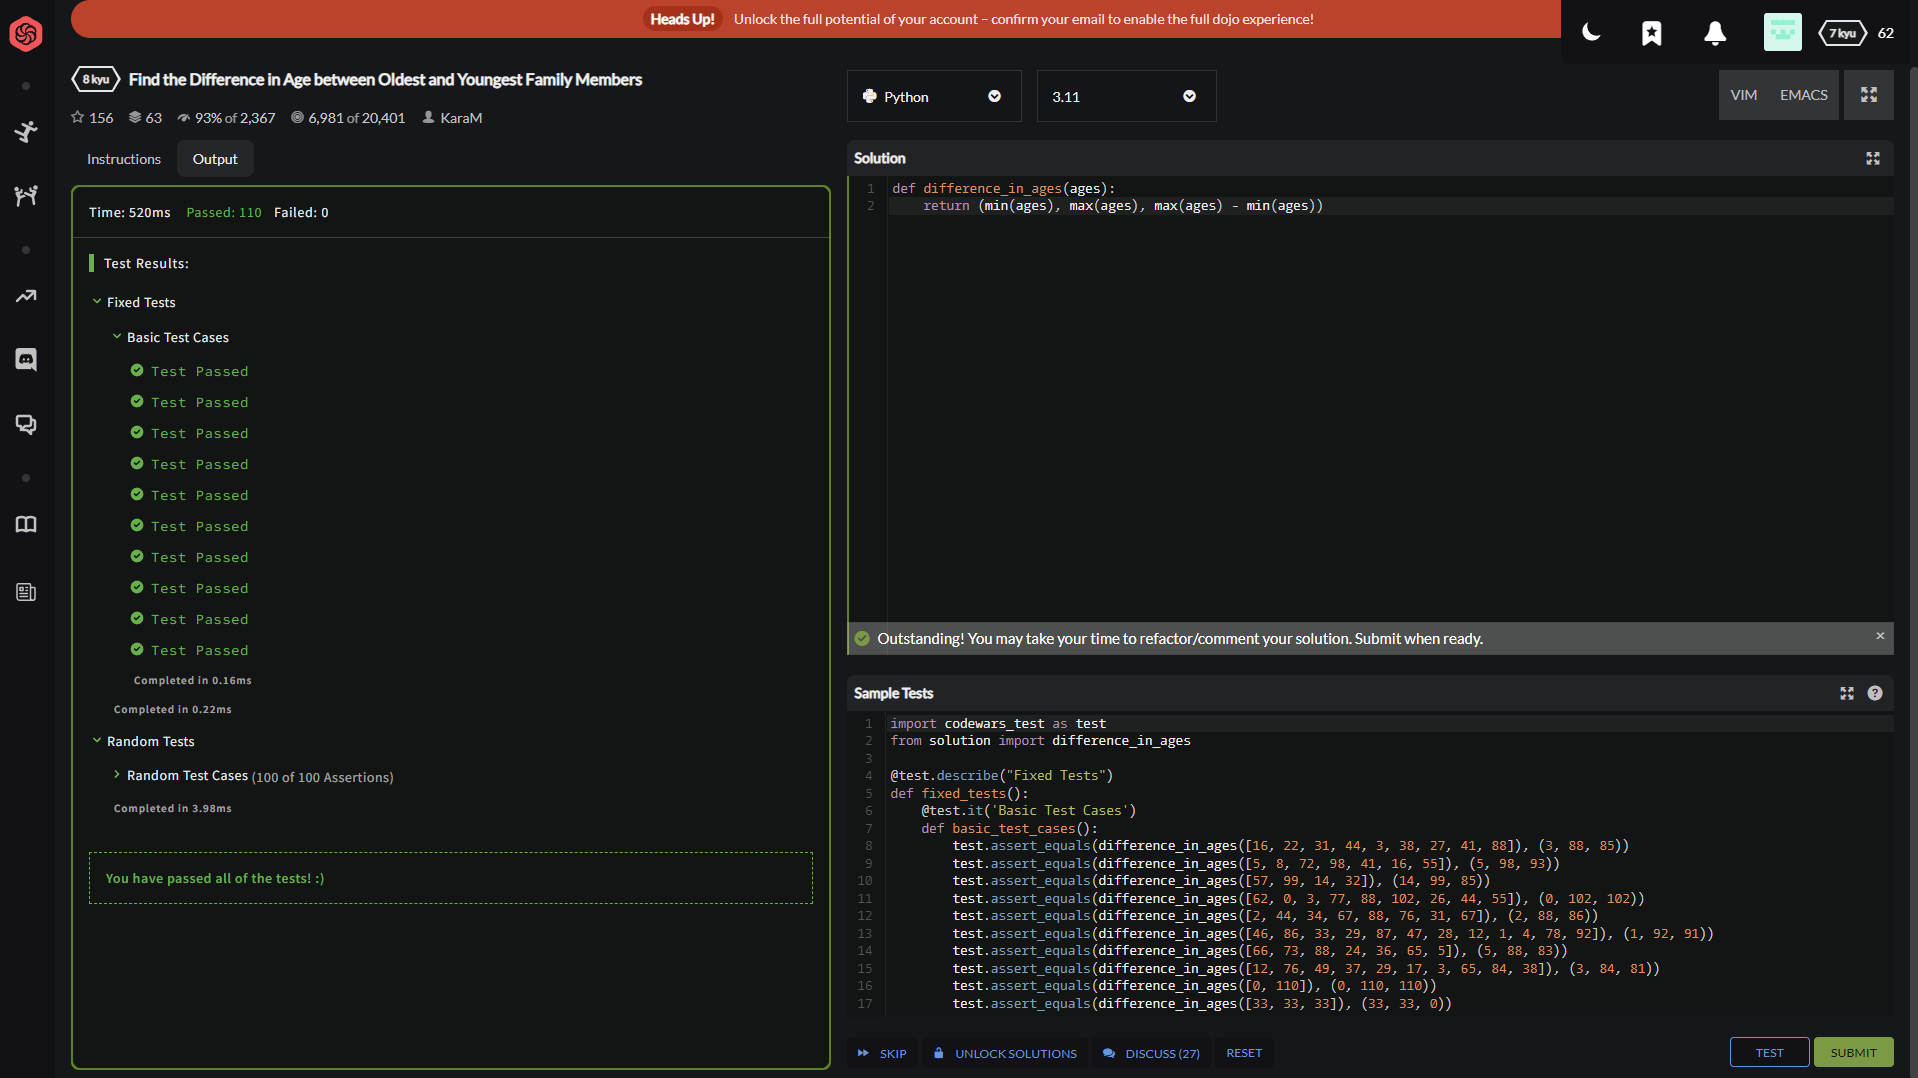 Heads Up! Unlock the full potential of your account – confirm your email to enable the full dojo experience!
7 kyu 62
8 kyu Find the Difference in Age between Oldest and Youngest Family Members
156 63 93% of 2,367 6,981 of 20,401 KaraM
Instructions Output
Time: 520ms Passed: 110 Failed: 0
Test Results:
Fixed Tests
Basic Test Cases
Test Passed
Test Passed
Test Passed
Test Passed
Test Passed
Test Passed
Test Passed
Test Passed
Test Passed
Test Passed
Completed in 0.16ms
Completed in 0.22ms
Random Tests
Random Test Cases (100 of 100 Assertions)
Completed in 3.98ms
You have passed all of the tests! :)
Python 3.11 VIM EMACS
Solution
1 def difference_in_ages(ages):
2     return (min(ages), max(ages), max(ages) - min(ages))
Outstanding! You may take your time to refactor/comment your solution. Submit when ready. ×
Sample Tests ?
1 import codewars_test as test
2 from solution import difference_in_ages
3
4 @test.describe("Fixed Tests")
5 def fixed_tests():
6     @test.it('Basic Test Cases')
7     def basic_test_cases():
8         test.assert_equals(difference_in_ages([16, 22, 31, 44, 3, 38, 27, 41, 88]), (3, 88, 85))
9         test.assert_equals(difference_in_ages([5, 8, 72, 98, 41, 16, 55]), (5, 98, 93))
10         test.assert_equals(difference_in_ages([57, 99, 14, 32]), (14, 99, 85))
11         test.assert_equals(difference_in_ages([62, 0, 3, 77, 88, 102, 26, 44, 55]), (0, 102, 102))
12         test.assert_equals(difference_in_ages([2, 44, 34, 67, 88, 76, 31, 67]), (2, 88, 86))
13         test.assert_equals(difference_in_ages([46, 86, 33, 29, 87, 47, 28, 12, 1, 4, 78, 92]), (1, 92, 91))
14         test.assert_equals(difference_in_ages([66, 73, 88, 24, 36, 65, 5]), (5, 88, 83))
15         test.assert_equals(difference_in_ages([12, 76, 49, 37, 29, 17, 3, 65, 84, 38]), (3, 84, 81))
16         test.assert_equals(difference_in_ages([0, 110]), (0, 110, 110))
17         test.assert_equals(difference_in_ages([33, 33, 33]), (33, 33, 0))
SKIP UNLOCK SOLUTIONS DISCUSS (27) RESET TEST SUBMIT